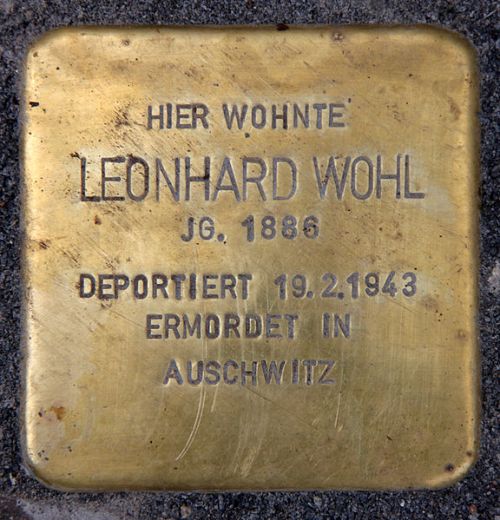 HIER WOHNTE
LEONHARD WOHL
JG. 1886
DEPORTIERT 19.2.1943
ERMORDET IN
AUSCHWITZ